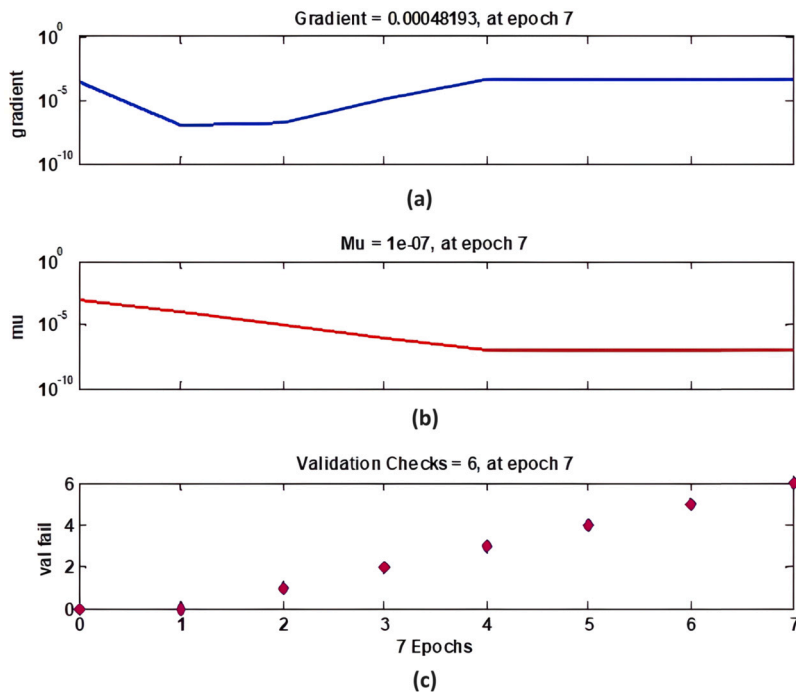 Gradient = 0.00048193, at epoch 7
10^0
10^-5
10^-10
gradient
(a)
Mu = 1e-07, at epoch 7
10^0
10^-5
10^-10
mu
(b)
Validation Checks = 6, at epoch 7
6
4
2
0
val fail
0 1 2 3 4 5 6 7
7 Epochs
(c)